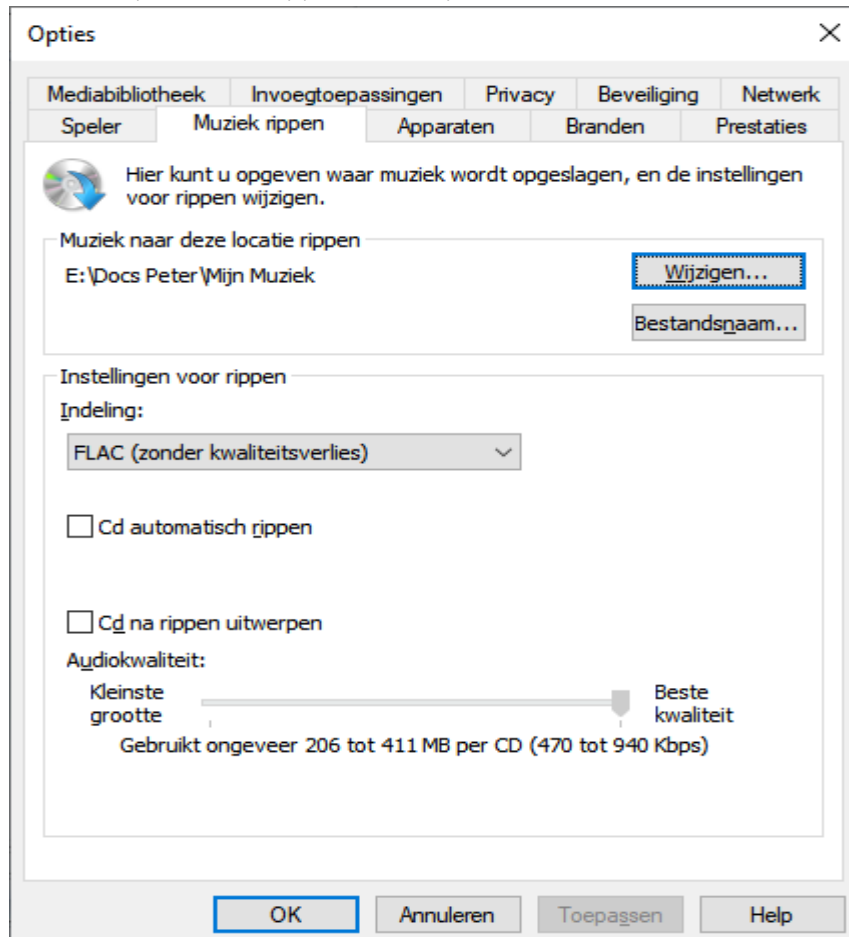 Opties
Mediabibliotheek Invoegtoepassingen Privacy Beveiliging Netwerk
Speler Muziek rippen Apparaten Branden Prestaties
Hier kunt u opgeven waar muziek wordt opgeslagen, en de instellingen
voor rippen wijzigen.
Muziek naar deze locatie rippen
E:\Docs Peter\Mijn Muziek
Wijzigen...
Bestandsnaam...
Instellingen voor rippen
Indeling:
FLAC (zonder kwaliteitsverlies)
Cd automatisch rippen
Cd na rippen uitwerpen
Audiokwaliteit:
Kleinste Beste
grootte kwaliteit
Gebruikt ongeveer 206 tot 411 MB per CD (470 tot 940 Kbps)
OK Annuleren Toepassen Help